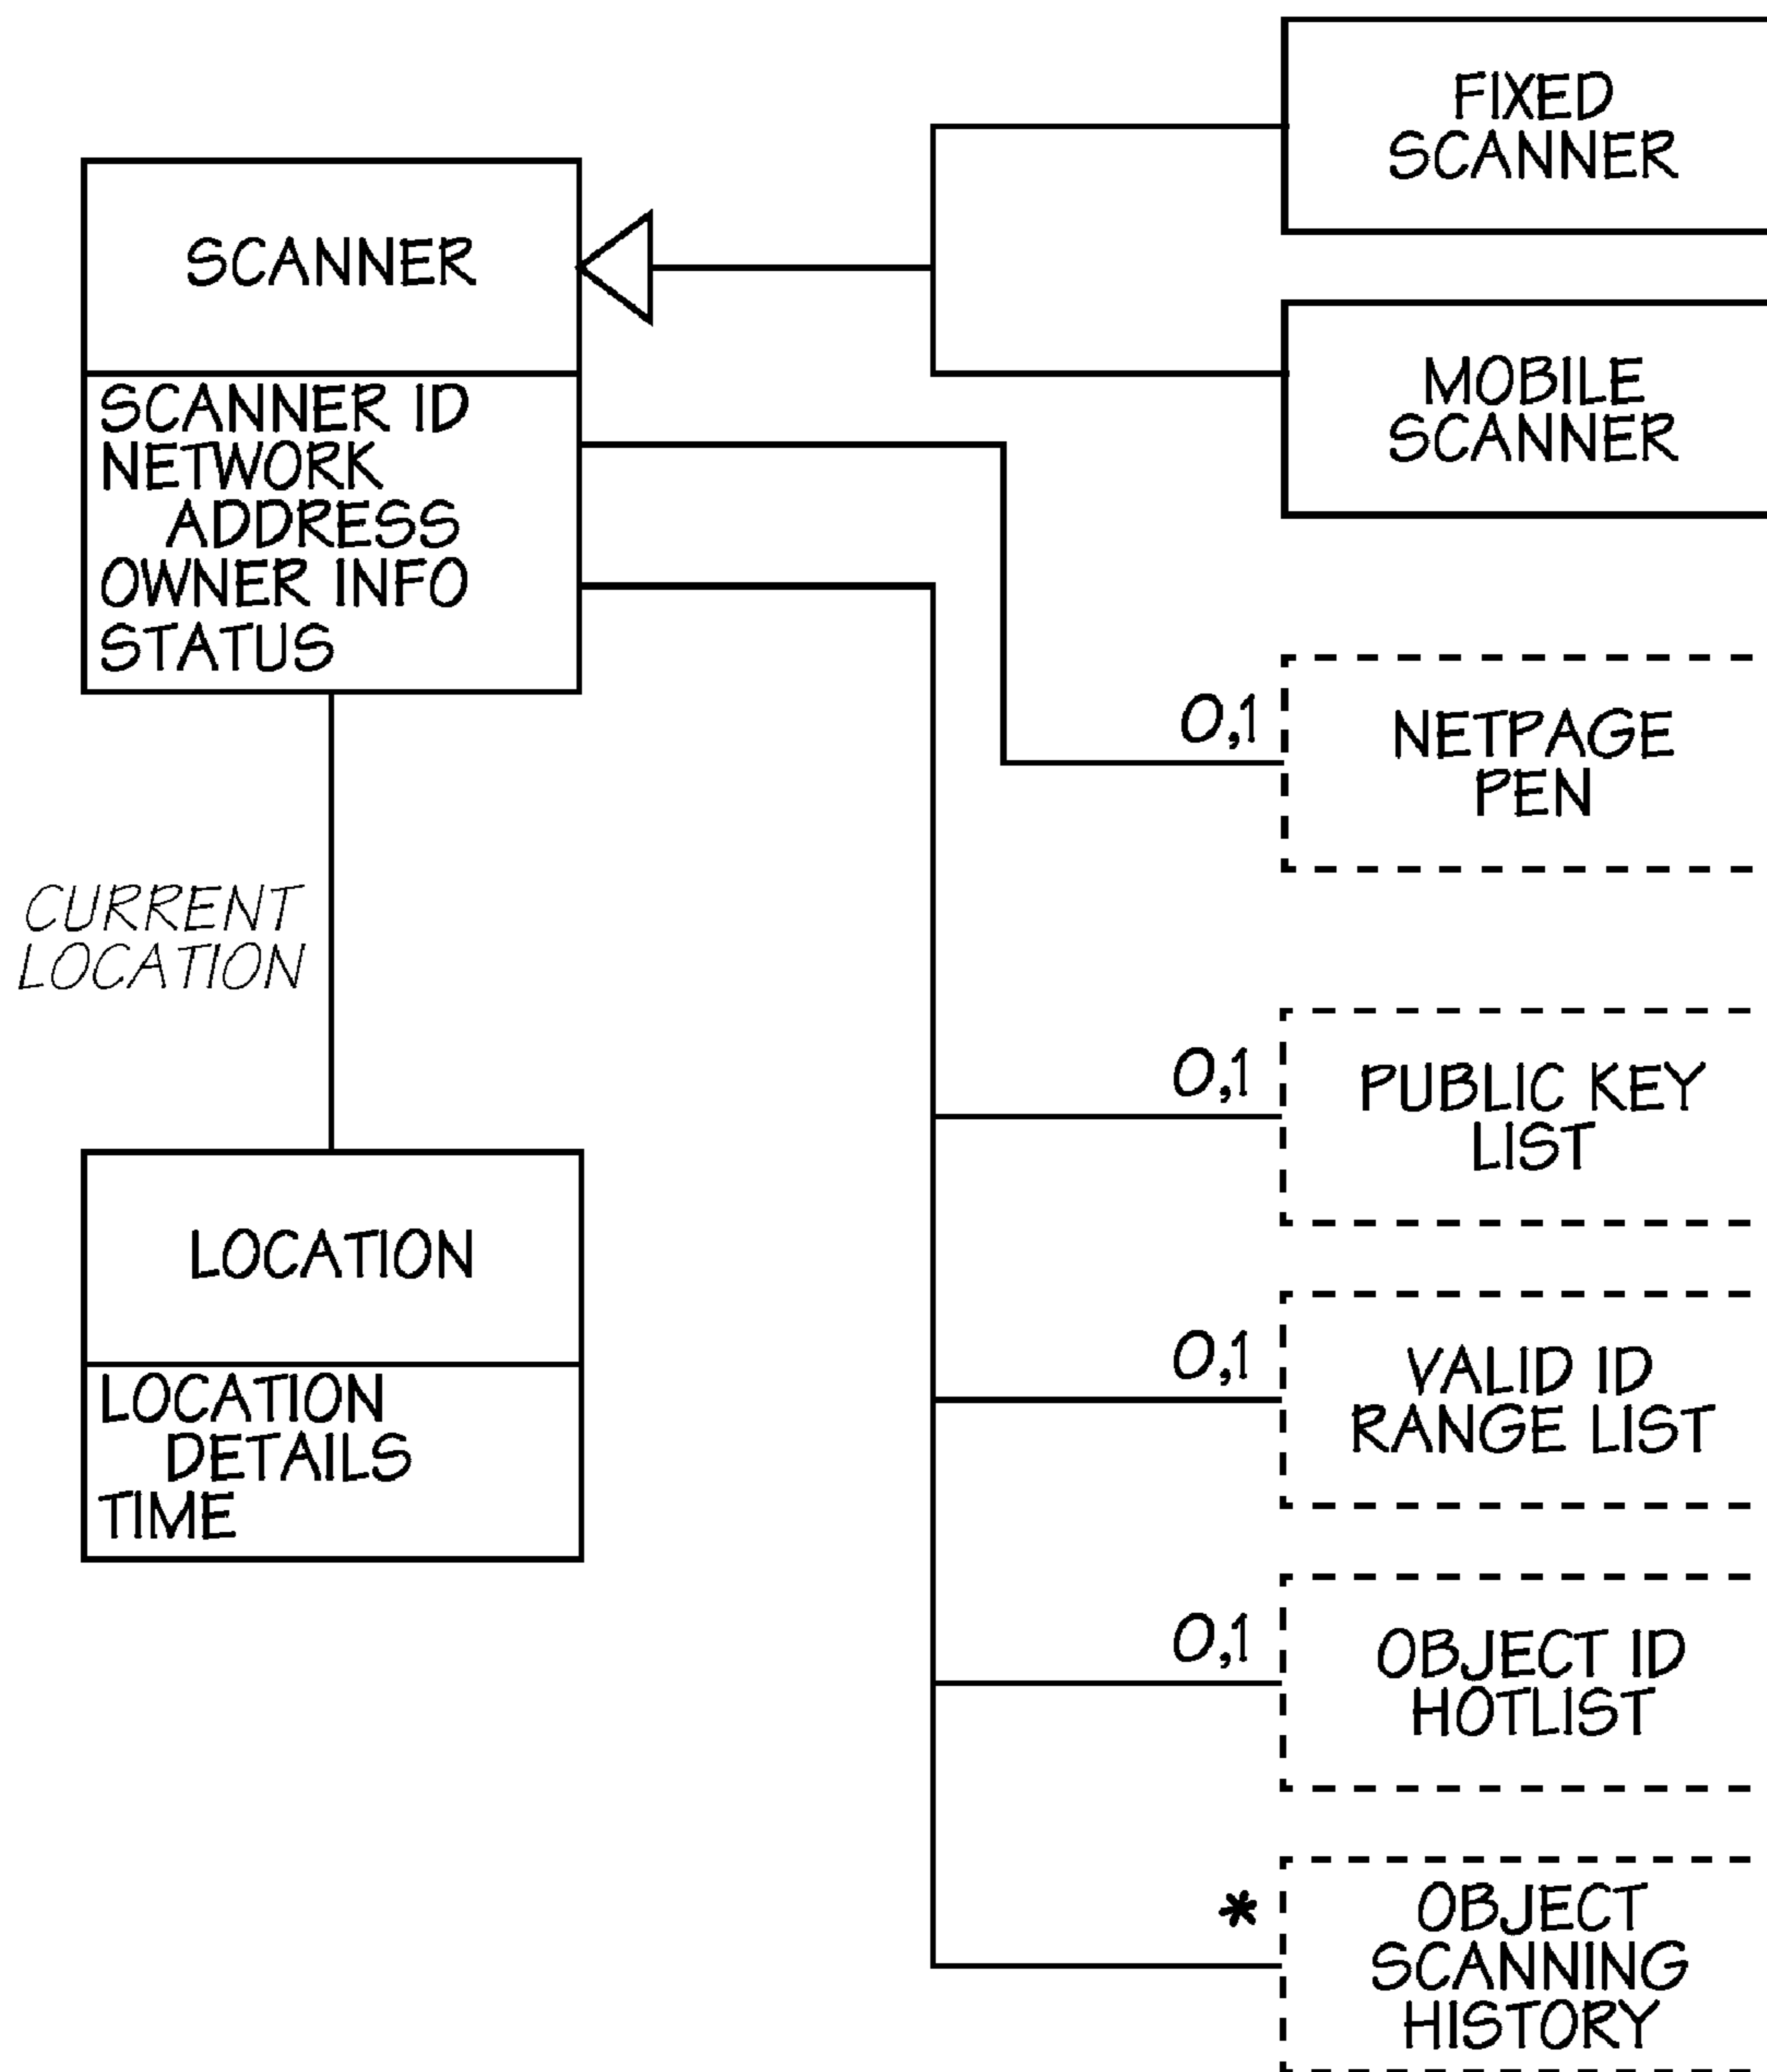 FIXED
SCANNER
SCANNER
SCANNER ID
NETWORK
ADDRESS
OWNER INFO
STATUS
MOBILE
SCANNER
0,1
NETPAGE
PEN
CURRENT
LOCATION
0,1
PUBLIC KEY
LIST
LOCATION
LOCATION
DETAILS
TIME
0,1
VALID ID
RANGE LIST
0,1
OBJECT ID
HOTLIST
*
OBJECT
SCANNING
HISTORY